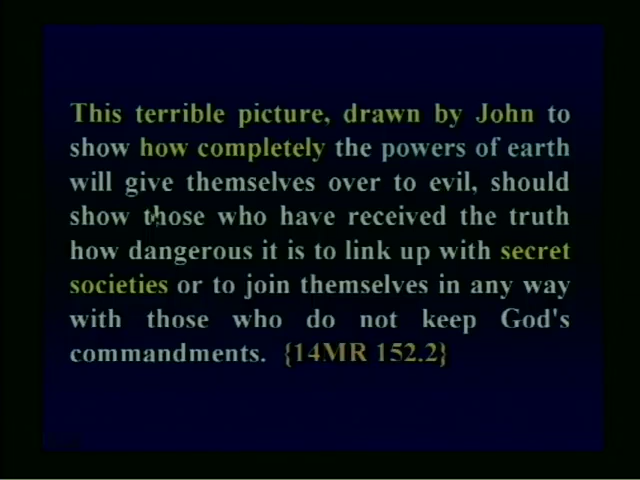 This terrible picture, drawn by John to
show how completely the powers of earth
will give themselves over to evil, should
show those who have received the truth
how dangerous it is to link up with secret
societies or to join themselves in any way
with those who do not keep God's
commandments. {14MR 152.2}